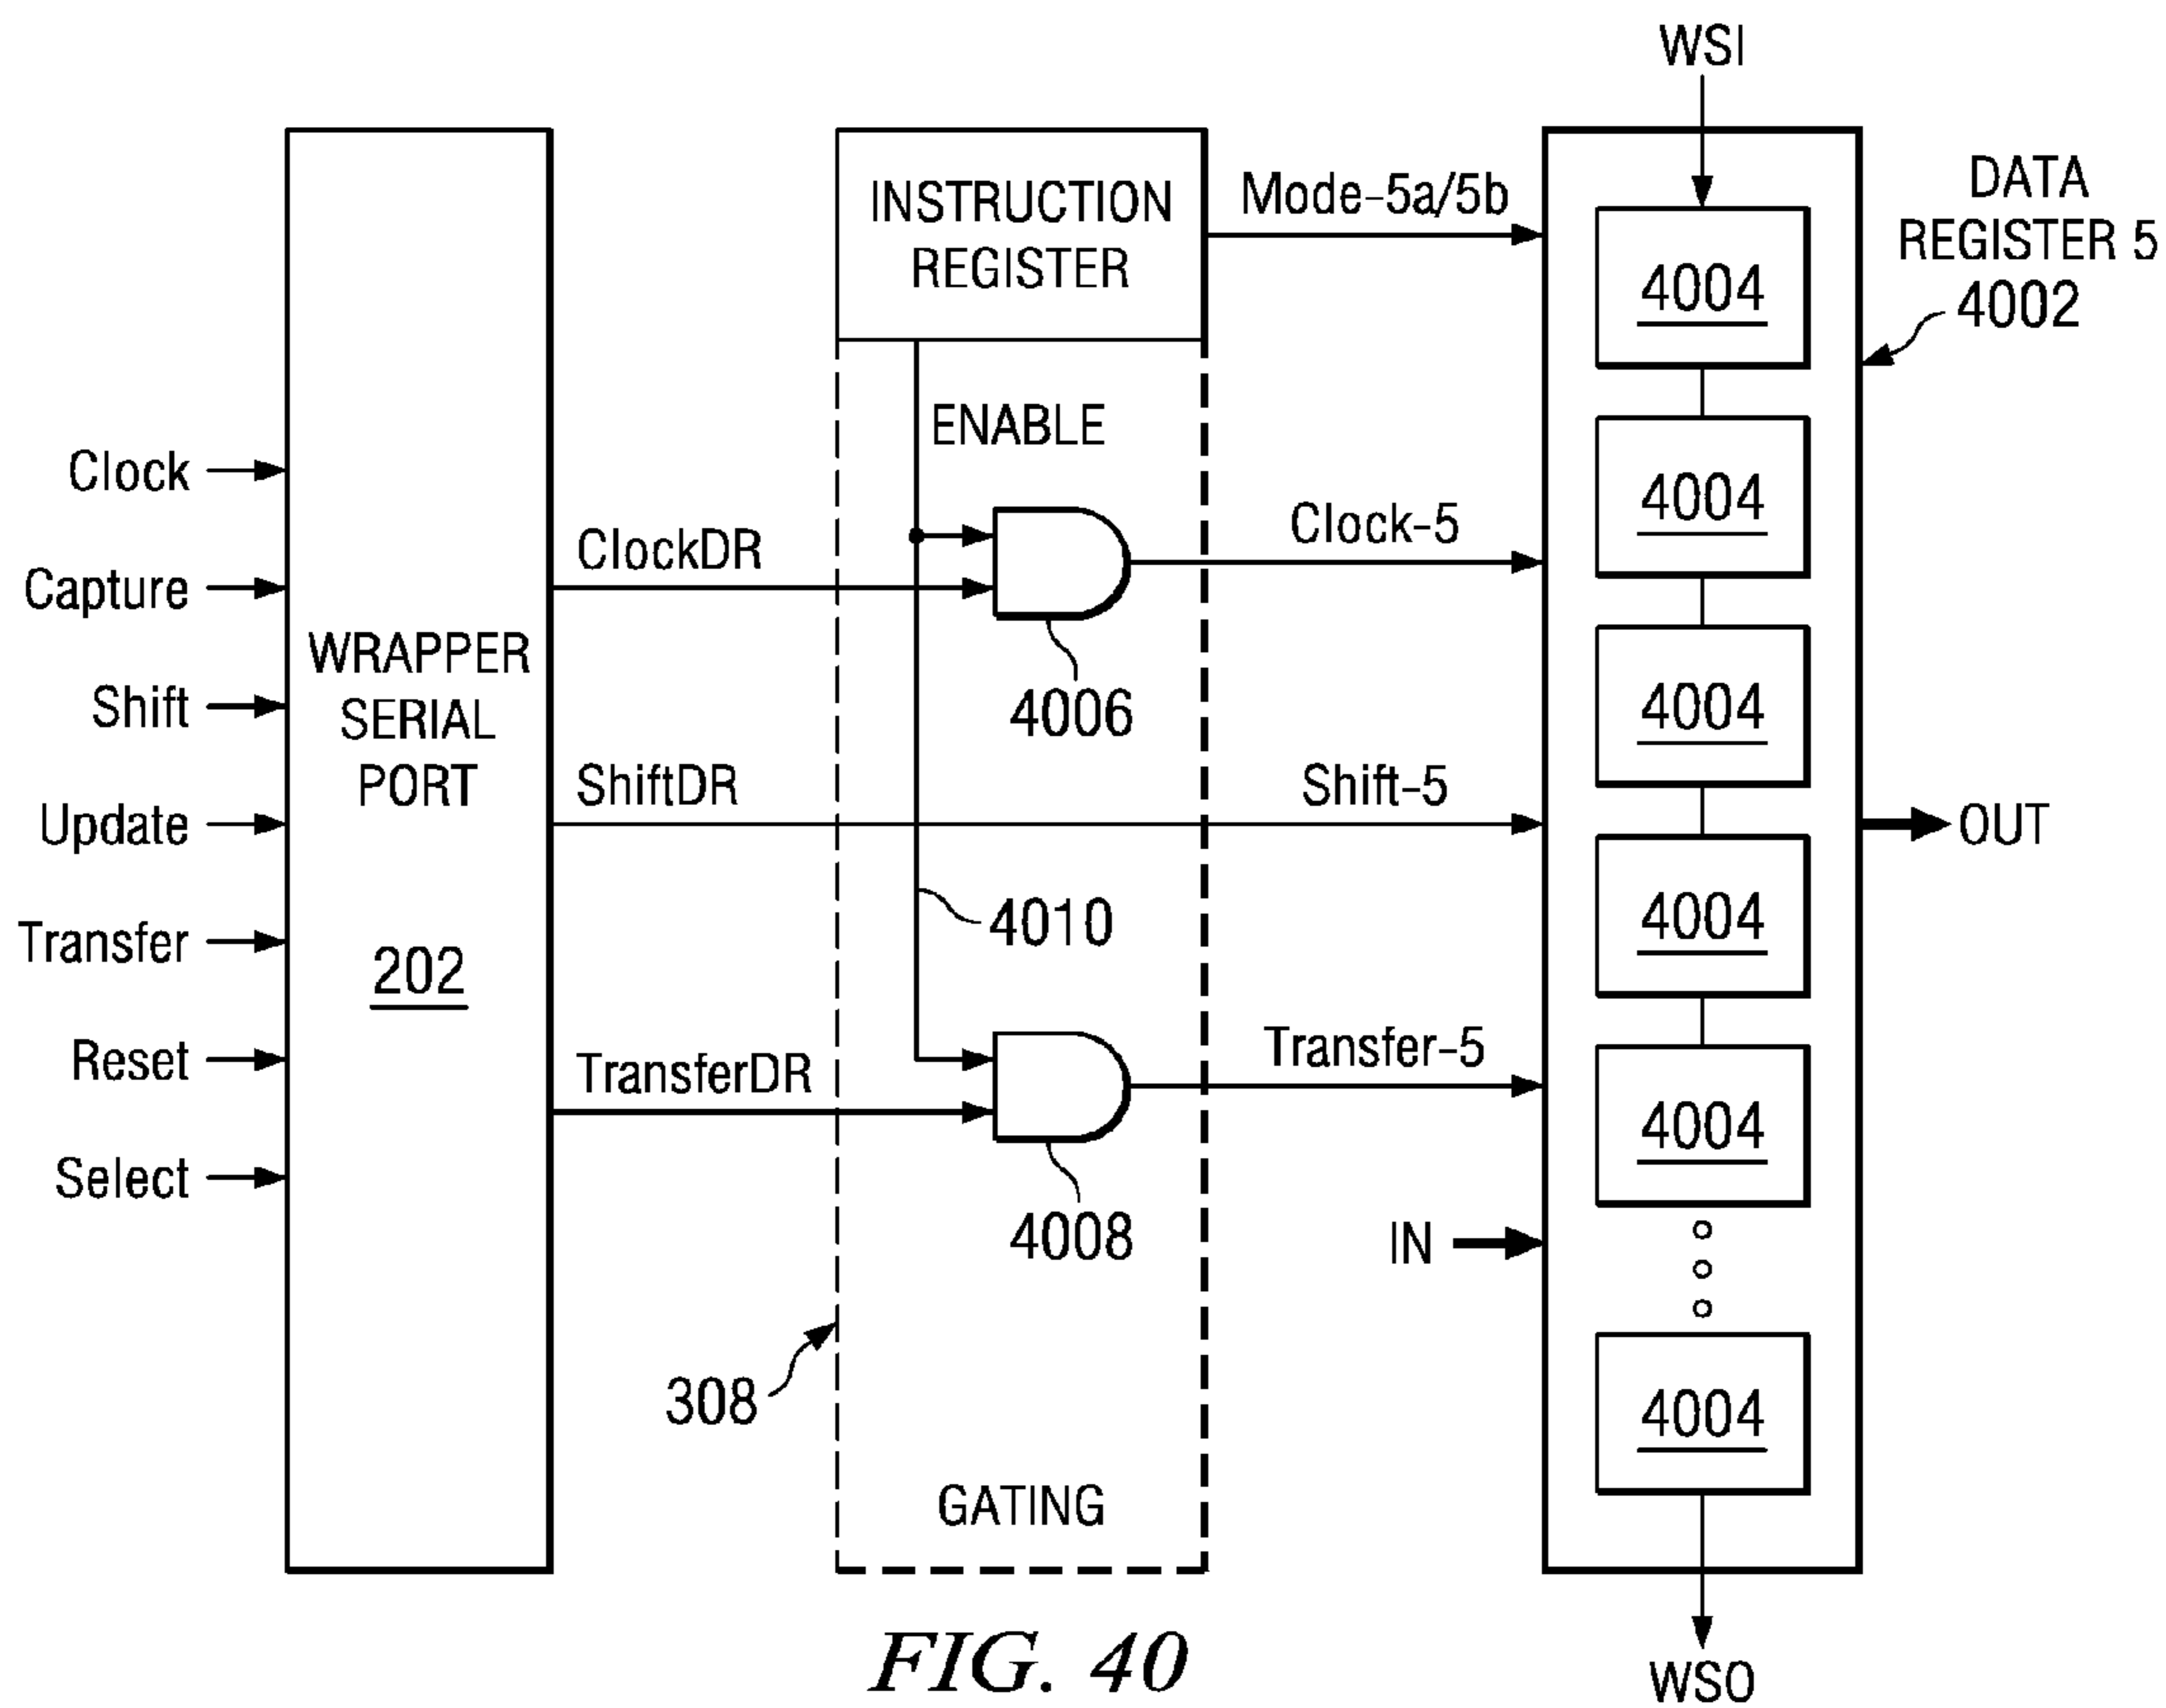 WSI
DATA
REGISTER 5
4002
INSTRUCTION
REGISTER
Mode-5a/5b
4004
ENABLE
Clock
ClockDR
Clock-5
4004
Capture
WRAPPER
SERIAL
PORT
202
4006
4004
Shift
ShiftDR
Shift-5
Update
OUT
4010
4004
Transfer
Reset
TransferDR
Transfer-5
4004
Select
4008
IN
308
4004
GATING
FIG. 40
WSO